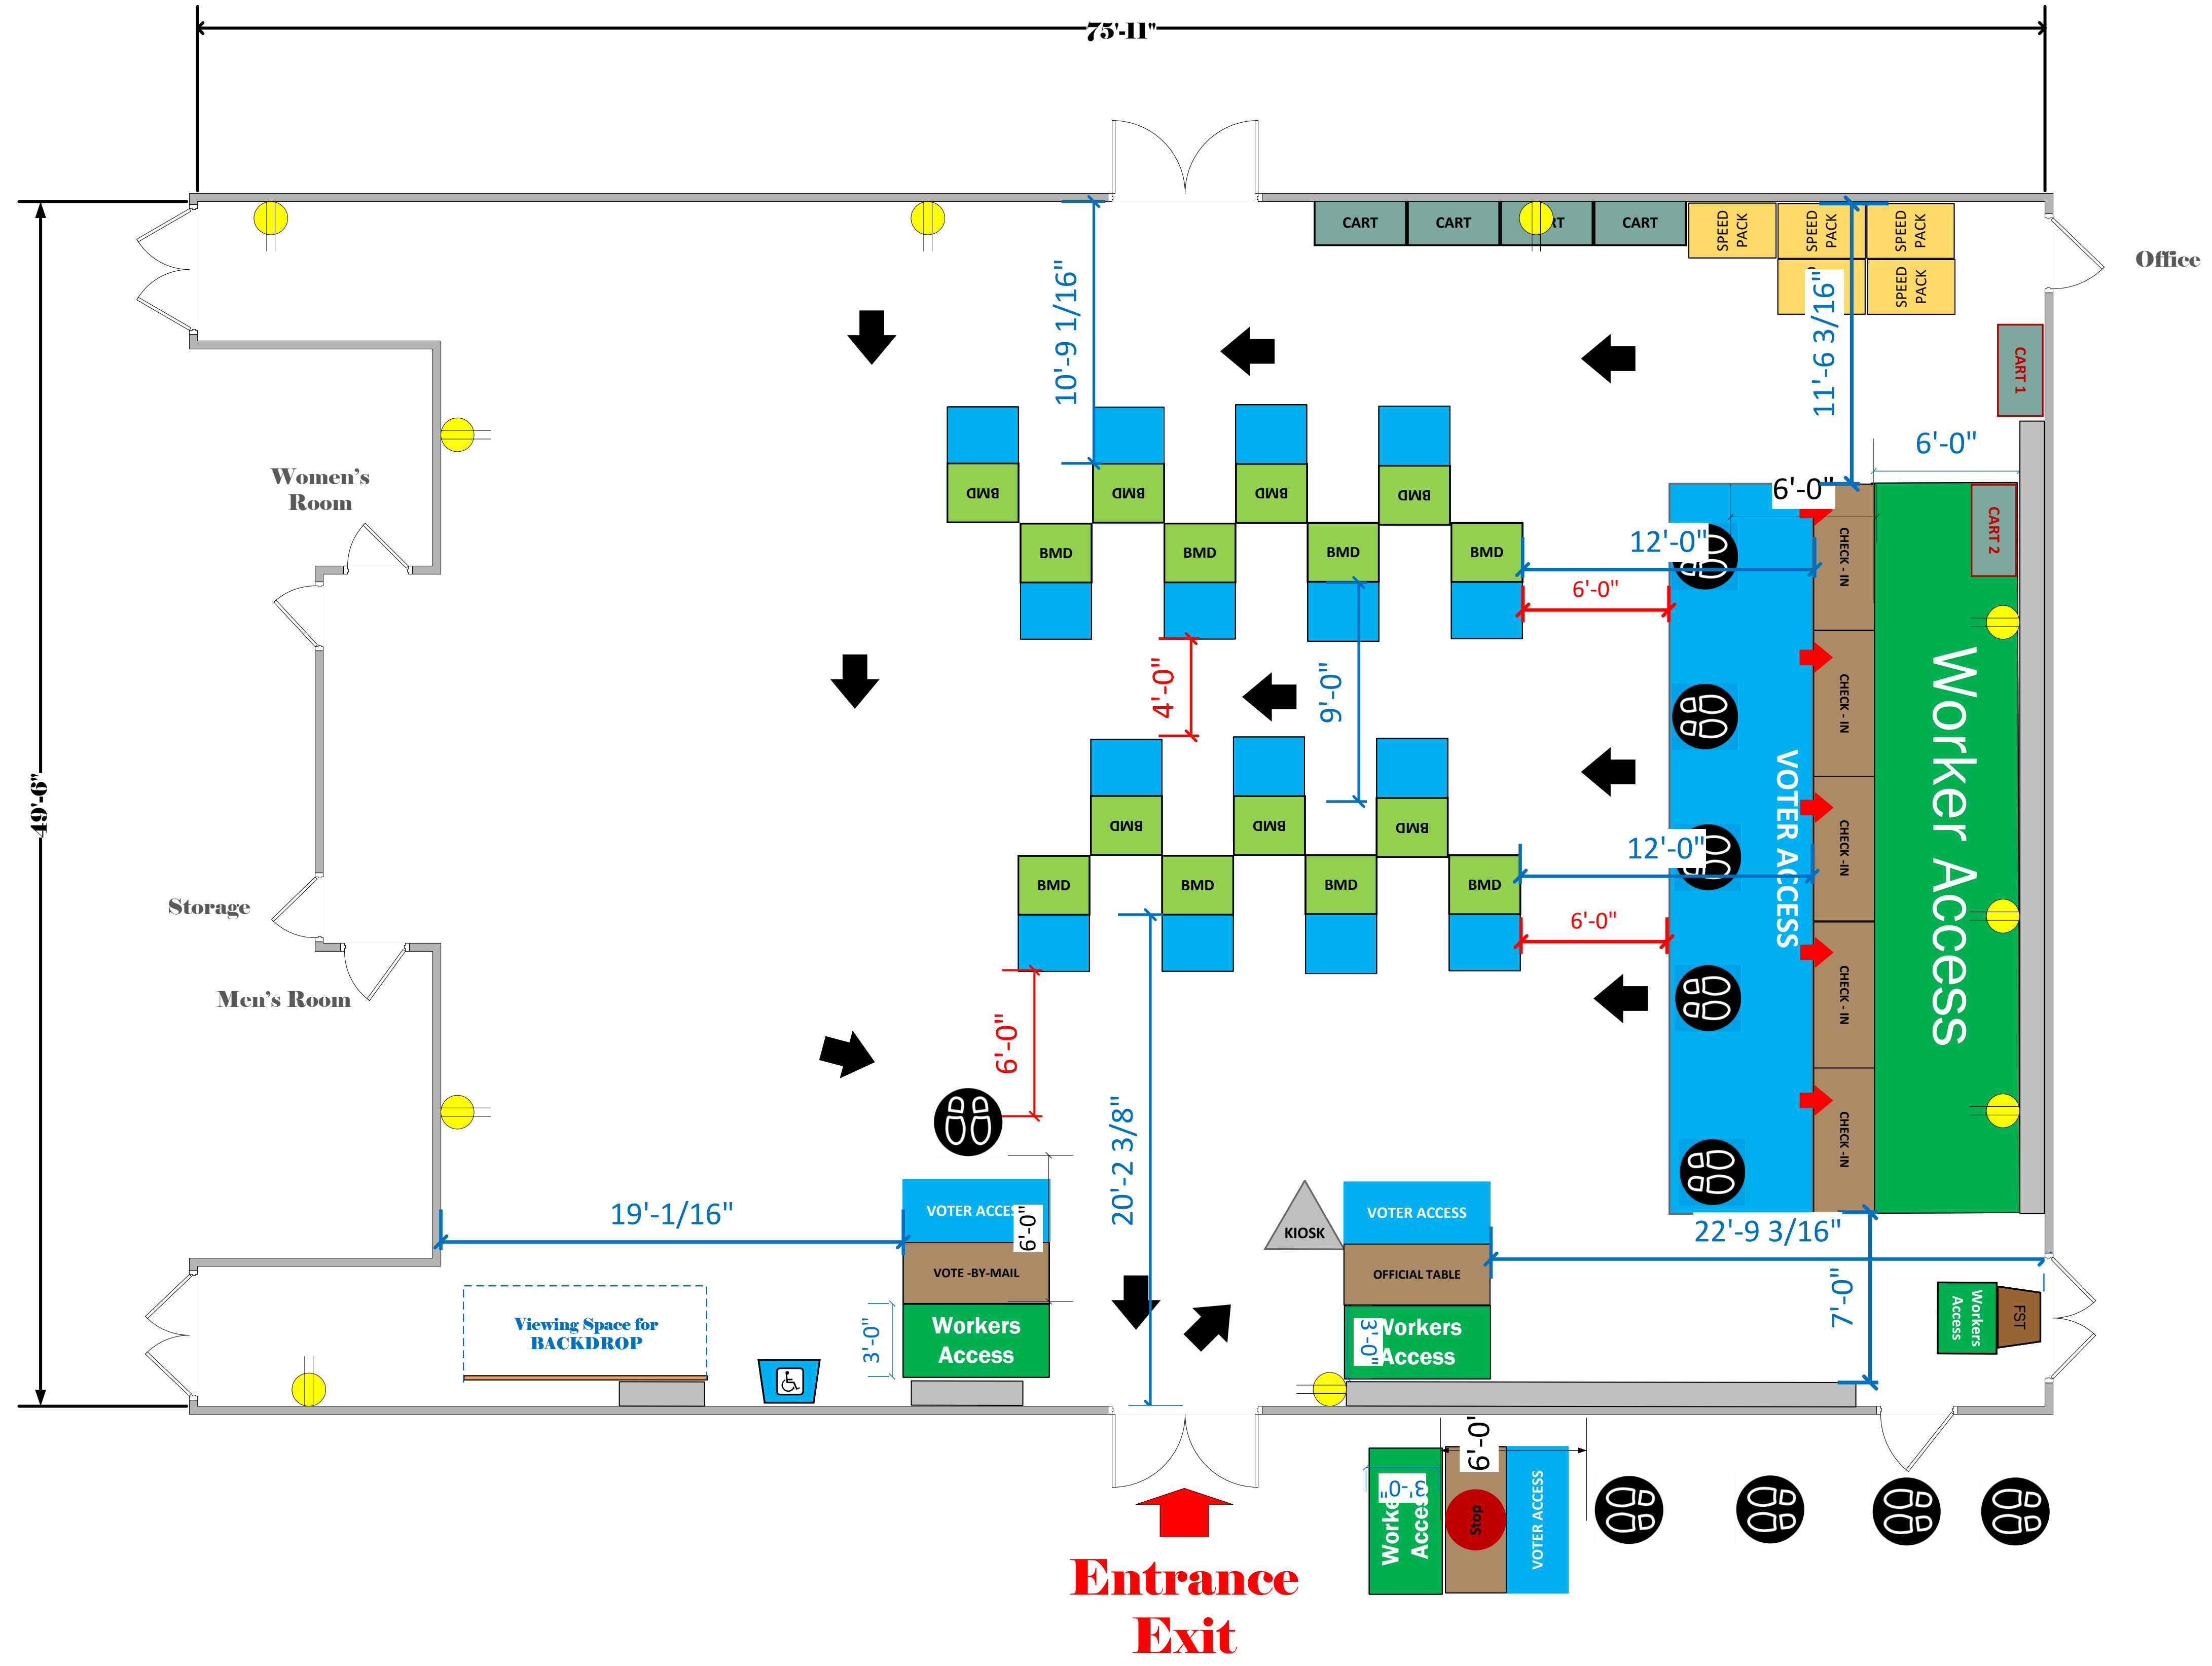 75'-11"
49'-6"
Office
CART
CART
CART
SPEED
PACK
SPEED
PACK
SPEED
PACK
SPEED
PACK
10'-9 1/16"
11'-6 3/16"
CART 1
6'-0"
6'-0"
CART 2
Women's
Room
BMD
BMD
BMD
BMD
BMD
BMD
BMD
BMD
12'-0"
6'-0"
CHECK - IN
CHECK - IN
CHECK -IN
CHECK - IN
CHECK -IN
VOTER ACCESS
Worker Access
4'-0"
9'-0"
BMD
BMD
BMD
BMD
BMD
BMD
BMD
12'-0"
6'-0"
Storage
Men's Room
6'-0"
20'-2 3/8"
19'-1/16"
VOTER ACCESS
6'-0"
VOTE -BY-MAIL
Workers
Access
3'-0"
Viewing Space for
BACKDROP
KIOSK
VOTER ACCESS
OFFICIAL TABLE
Workers
Access
3'-0"
22'-9 3/16"
7'-0"
Workers
Access
FST
6'-0"
3'-0"
Stop
VOTER ACCESS
Entrance
Exit